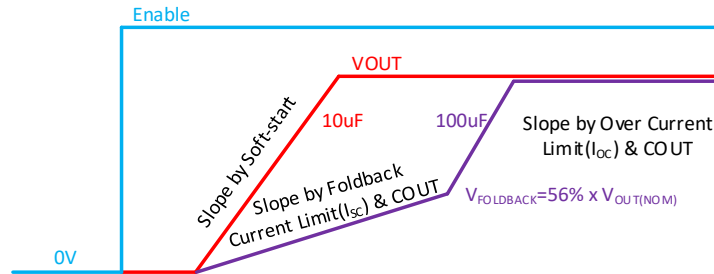 Enable
VOUT
10uF
100uF
Slope by Soft-start
Slope by Foldback
Current Limit(ISC) & COUT
Slope by Over Current
Limit(IOC) & COUT
VFOLDBACK=56% x VOUT(NOM)
0V